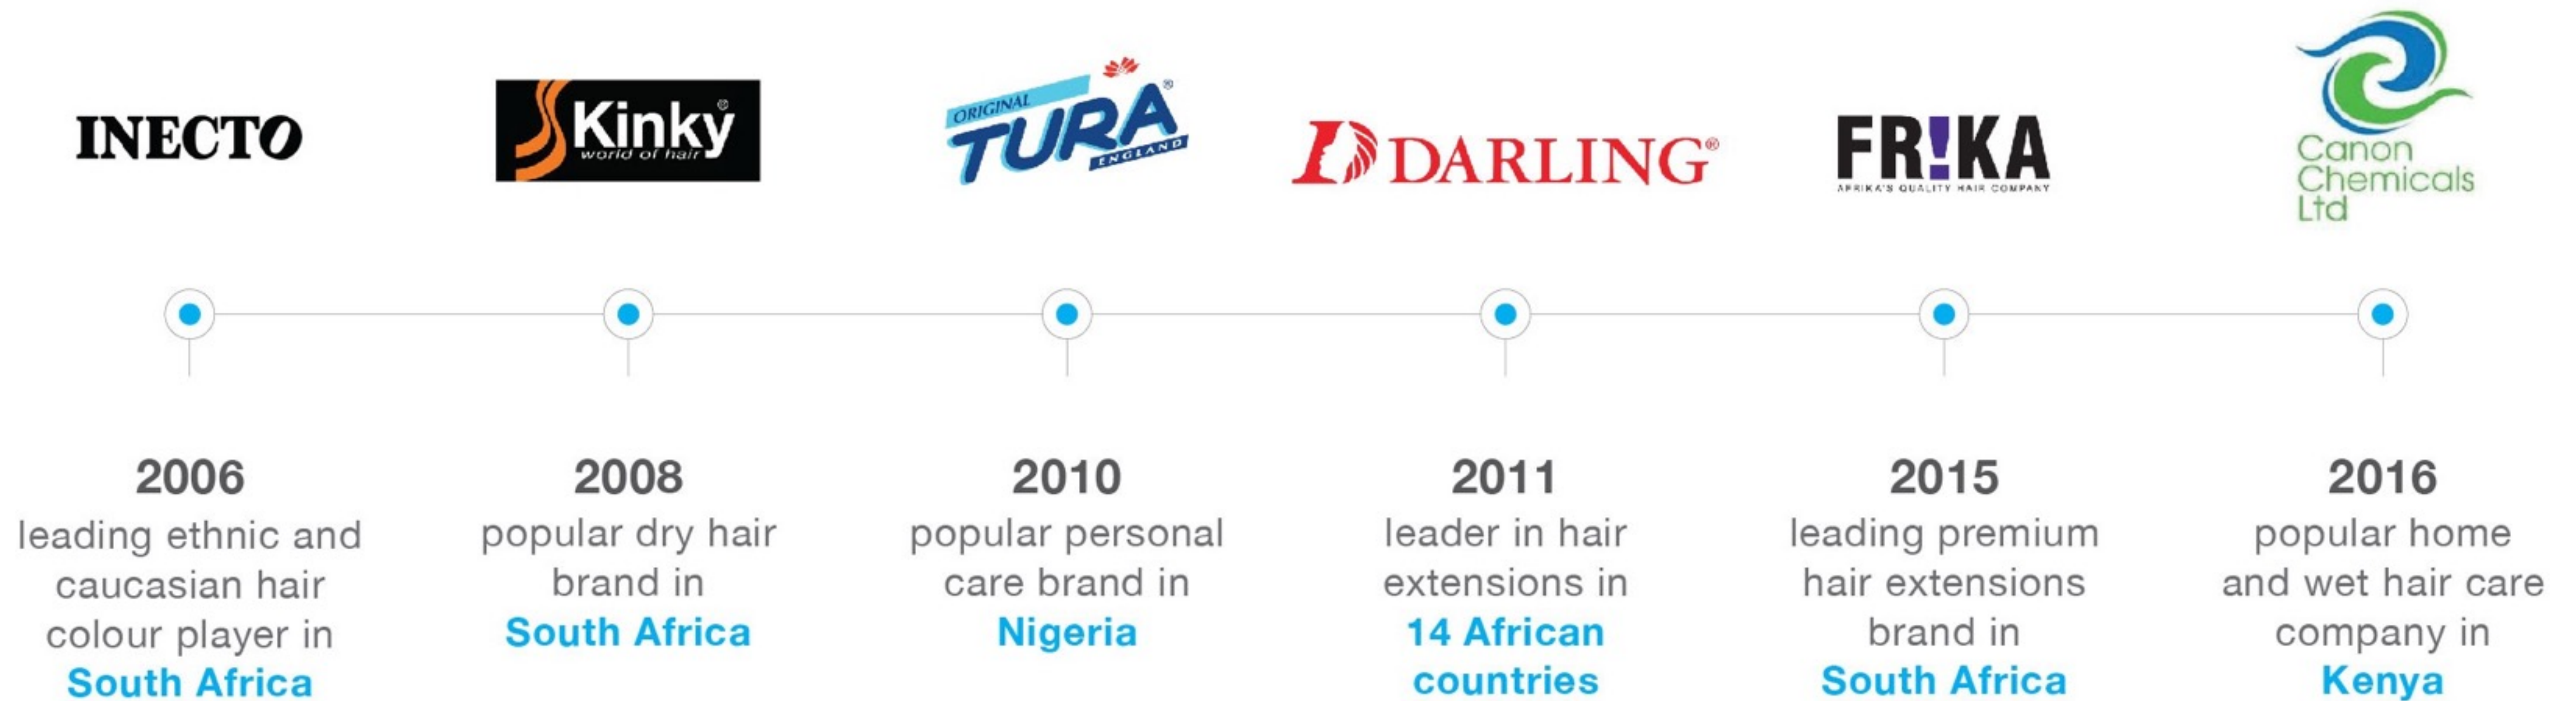 INECTO
Kinky®
world of hair
ORIGINAL
TURA®
ENGLAND
DARLING®
FR!KA
AFRIKA'S QUALITY HAIR COMPANY
Canon
Chemicals
Ltd
2006
leading ethnic and
caucasian hair
colour player in
South Africa
2008
popular dry hair
brand in
South Africa
2010
popular personal
care brand in
Nigeria
2011
leader in hair
extensions in
14 African
countries
2015
leading premium
hair extensions
brand in
South Africa
2016
popular home
and wet hair care
company in
Kenya